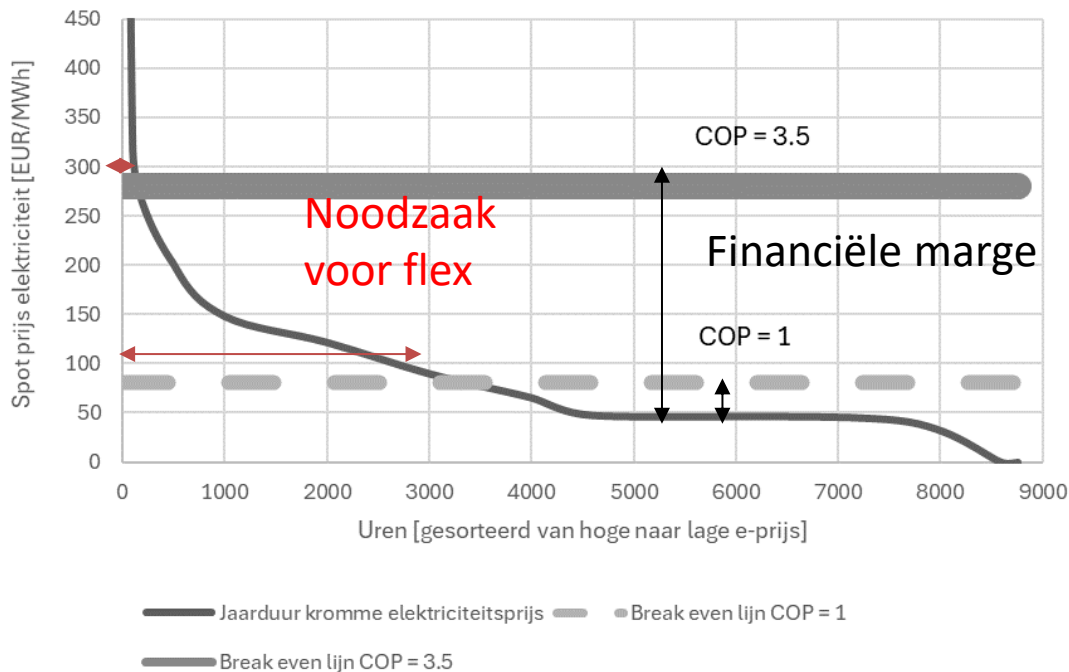 450
400
350
300
250
200
150
100
50
0
Spot prijs elektriciteit [EUR/MWh]
COP = 3.5
Noodzaak
voor flex
Financiële marge
COP = 1
0 1000 2000 3000 4000 5000 6000 7000 8000 9000
Uren [gesorteerd van hoge naar lage e-prijs]
Jaarduur kromme elektriciteitsprijs
Break even lijn COP = 1
Break even lijn COP = 3.5